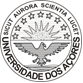 SICUT AURORA SCIENTIA LUCET
UNIVERSIDADE DOS AÇORES